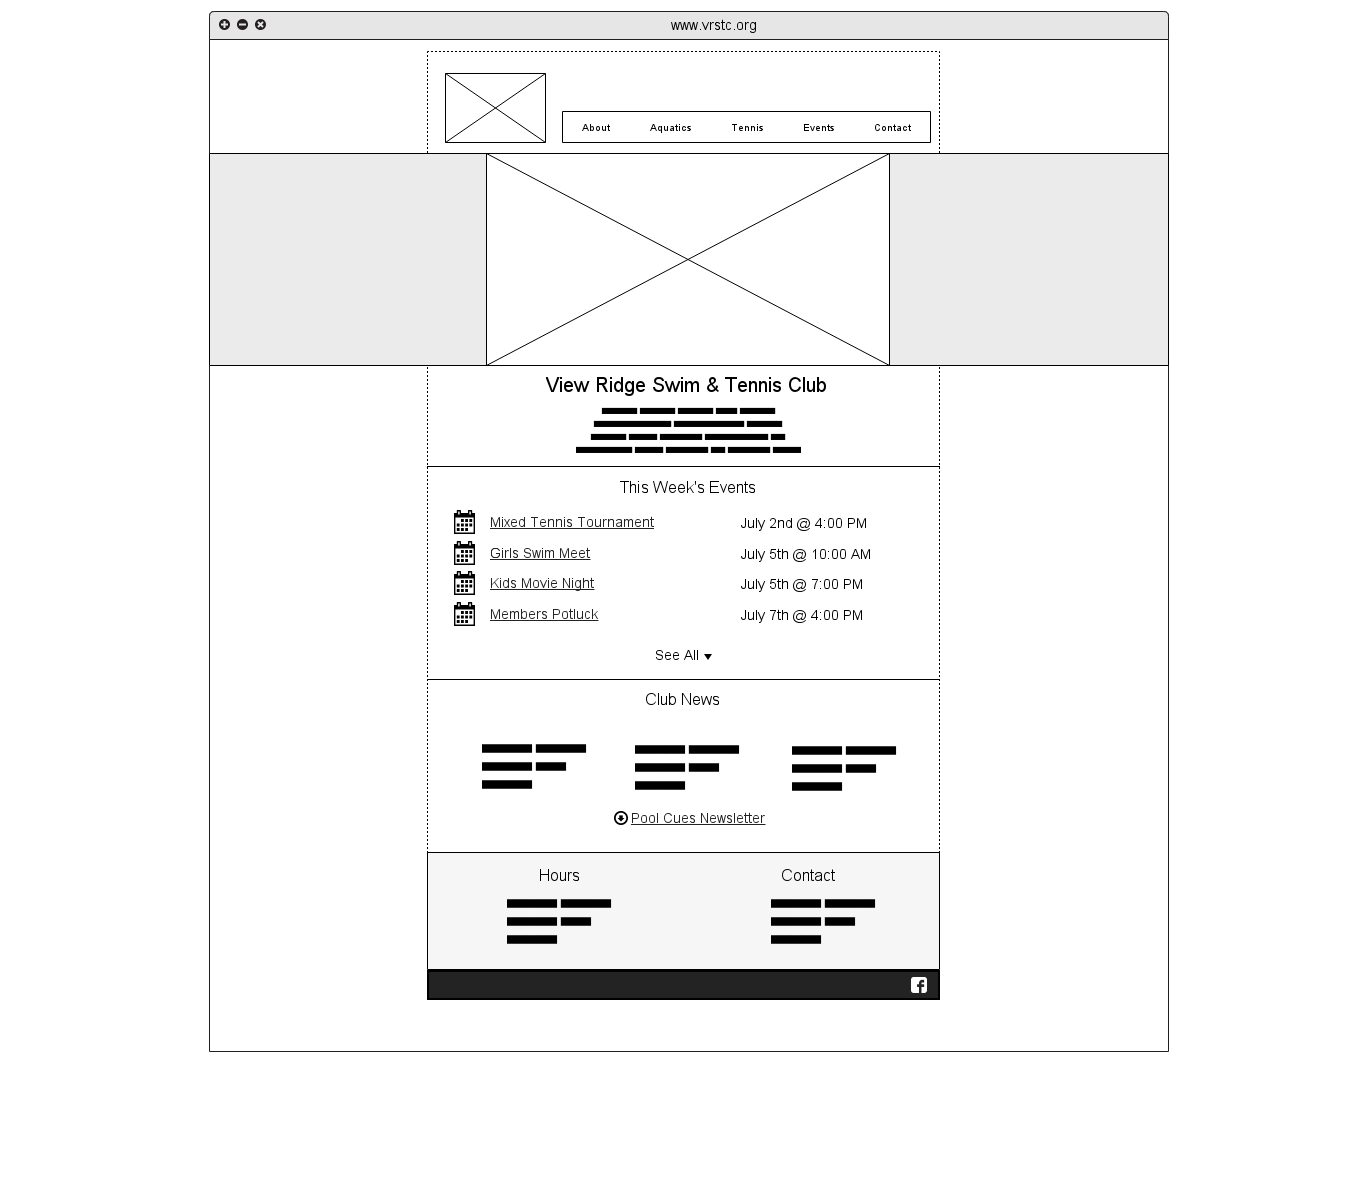 www.vrstc.org
About Aquatics Tennis Events Contact
View Ridge Swim & Tennis Club
This Week's Events
Mixed Tennis Tournament July 2nd @ 4:00 PM
Girls Swim Meet July 5th @ 10:00 AM
Kids Movie Night July 5th @ 7:00 PM
Members Potluck July 7th @ 4:00 PM
See All
Club News
Pool Cues Newsletter
Hours Contact